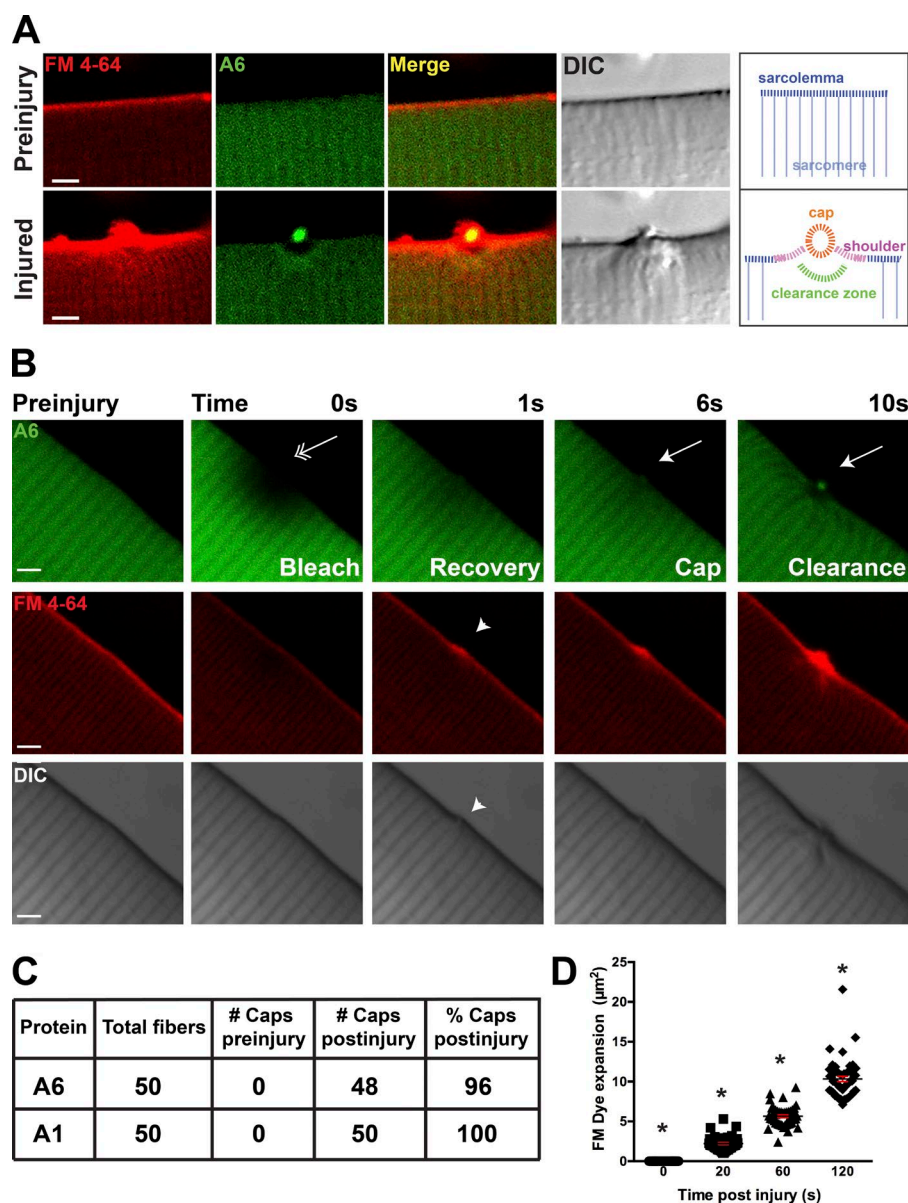 A
FM 4-64 A6 Merge DIC
Preinjury
sarcolemma
sarcomere
Injured
cap
shoulder
clearance zone
B
Preinjury Time 0s 1s 6s 10s
A6
Bleach Recovery Cap Clearance
FM 4-64
DIC
C
Protein Total fibers # Caps preinjury # Caps postinjury % Caps postinjury
A6 50 0 48 96
A1 50 0 50 100
D
FM Dye expansion (µm²)
25
20
15
10
5
0
* * * *
0 20 60 120
Time post injury (s)